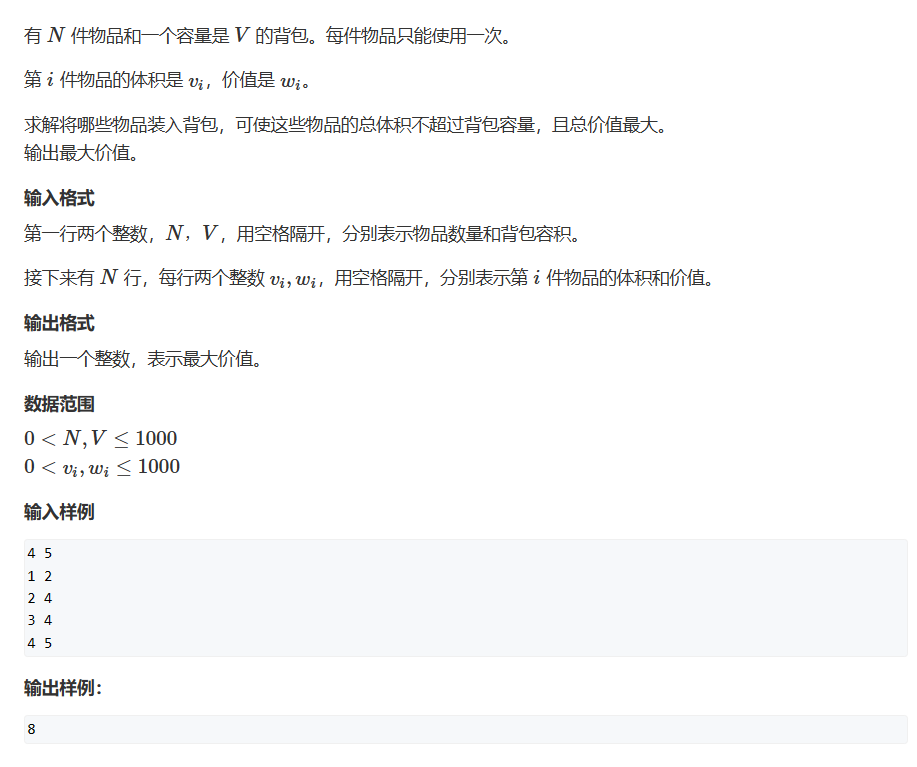 有 N 件物品和一个容量是 V 的背包。每件物品只能使用一次。
第 i 件物品的体积是 vᵢ，价值是 wᵢ。
求解将哪些物品装入背包，可使这些物品的总体积不超过背包容量，且总价值最大。
输出最大价值。
输入格式
第一行两个整数，N，V，用空格隔开，分别表示物品数量和背包容积。
接下来有 N 行，每行两个整数 vᵢ, wᵢ，用空格隔开，分别表示第 i 件物品的体积和价值。
输出格式
输出一个整数，表示最大价值。
数据范围
0 < N, V ≤ 1000
0 < vᵢ, wᵢ ≤ 1000
输入样例
4 5
1 2
2 4
3 4
4 5
输出样例：
8